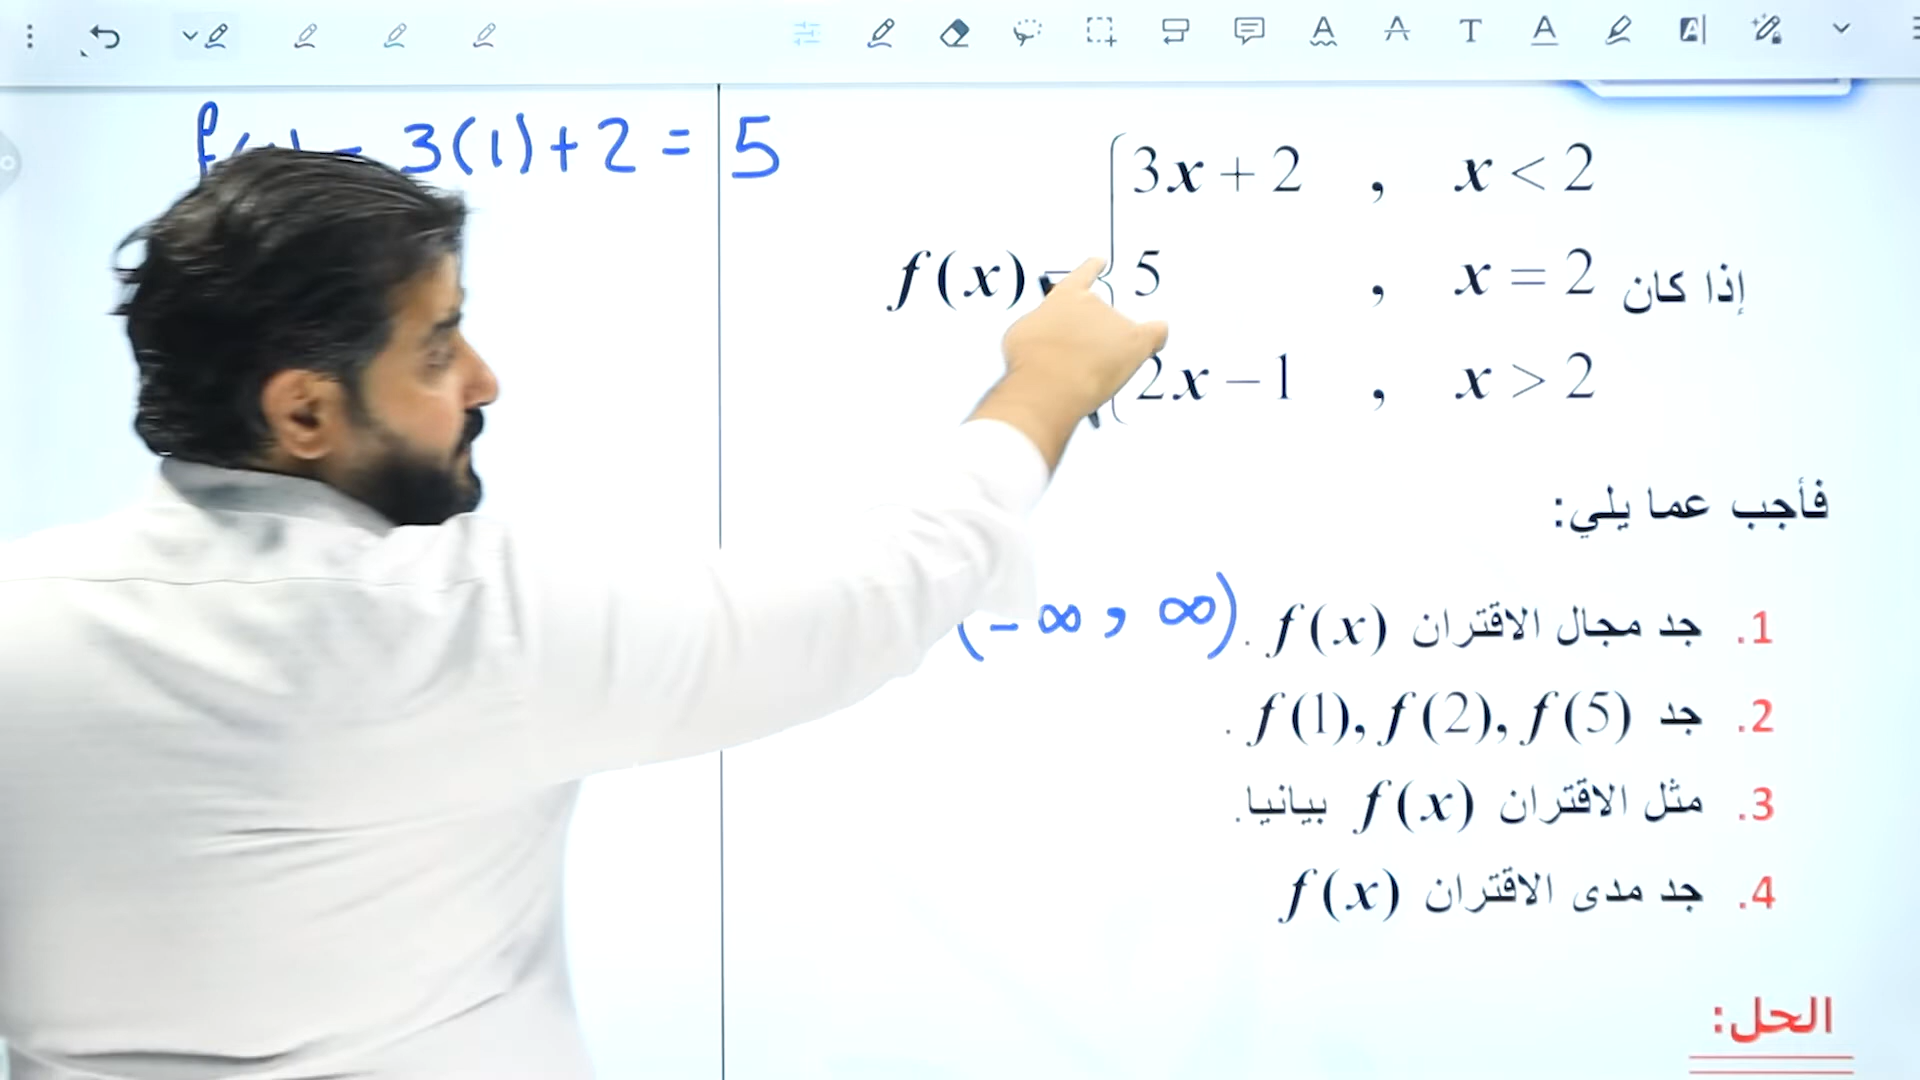 3(1) + 2 = 5
3x + 2 , x < 2
إذا كان f(x) 5 , x = 2
2x − 1 , x > 2
فأجب عما يلي:
1. جد مجال الاقتران f(x) . (−∞ , ∞)
2. جد f(1), f(2), f(5) .
3. مثل الاقتران f(x) بيانيا.
4. جد مدى الاقتران f(x)
الحل: